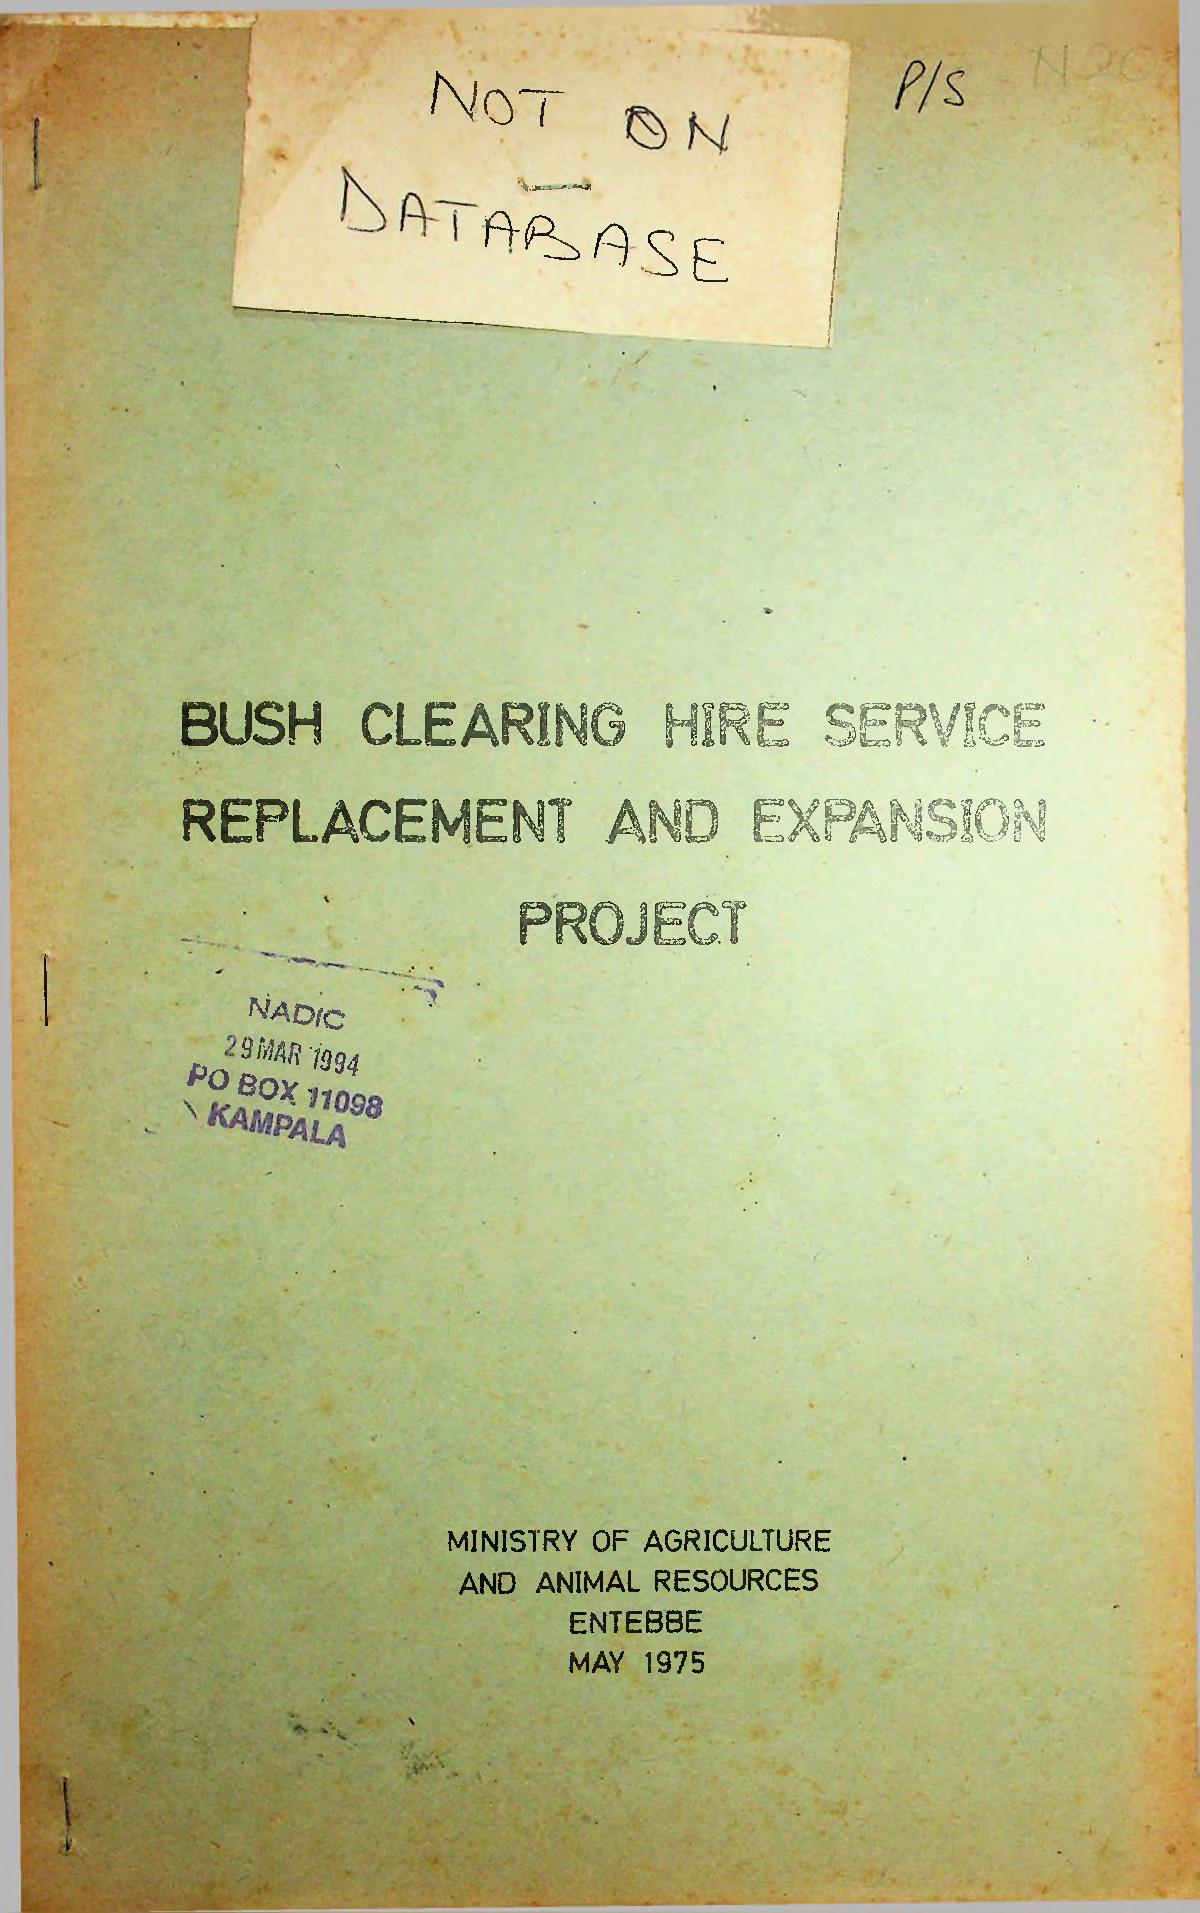 NOT ON
DATABASE
P/S
BUSH CLEARING HIRE SERVICE
REPLACEMENT AND EXPANSION
PROJECT
NADIC
29 MAR 1994
PO BOX 11098
KAMPALA
MINISTRY OF AGRICULTURE
AND ANIMAL RESOURCES
ENTEBBE
MAY 1975